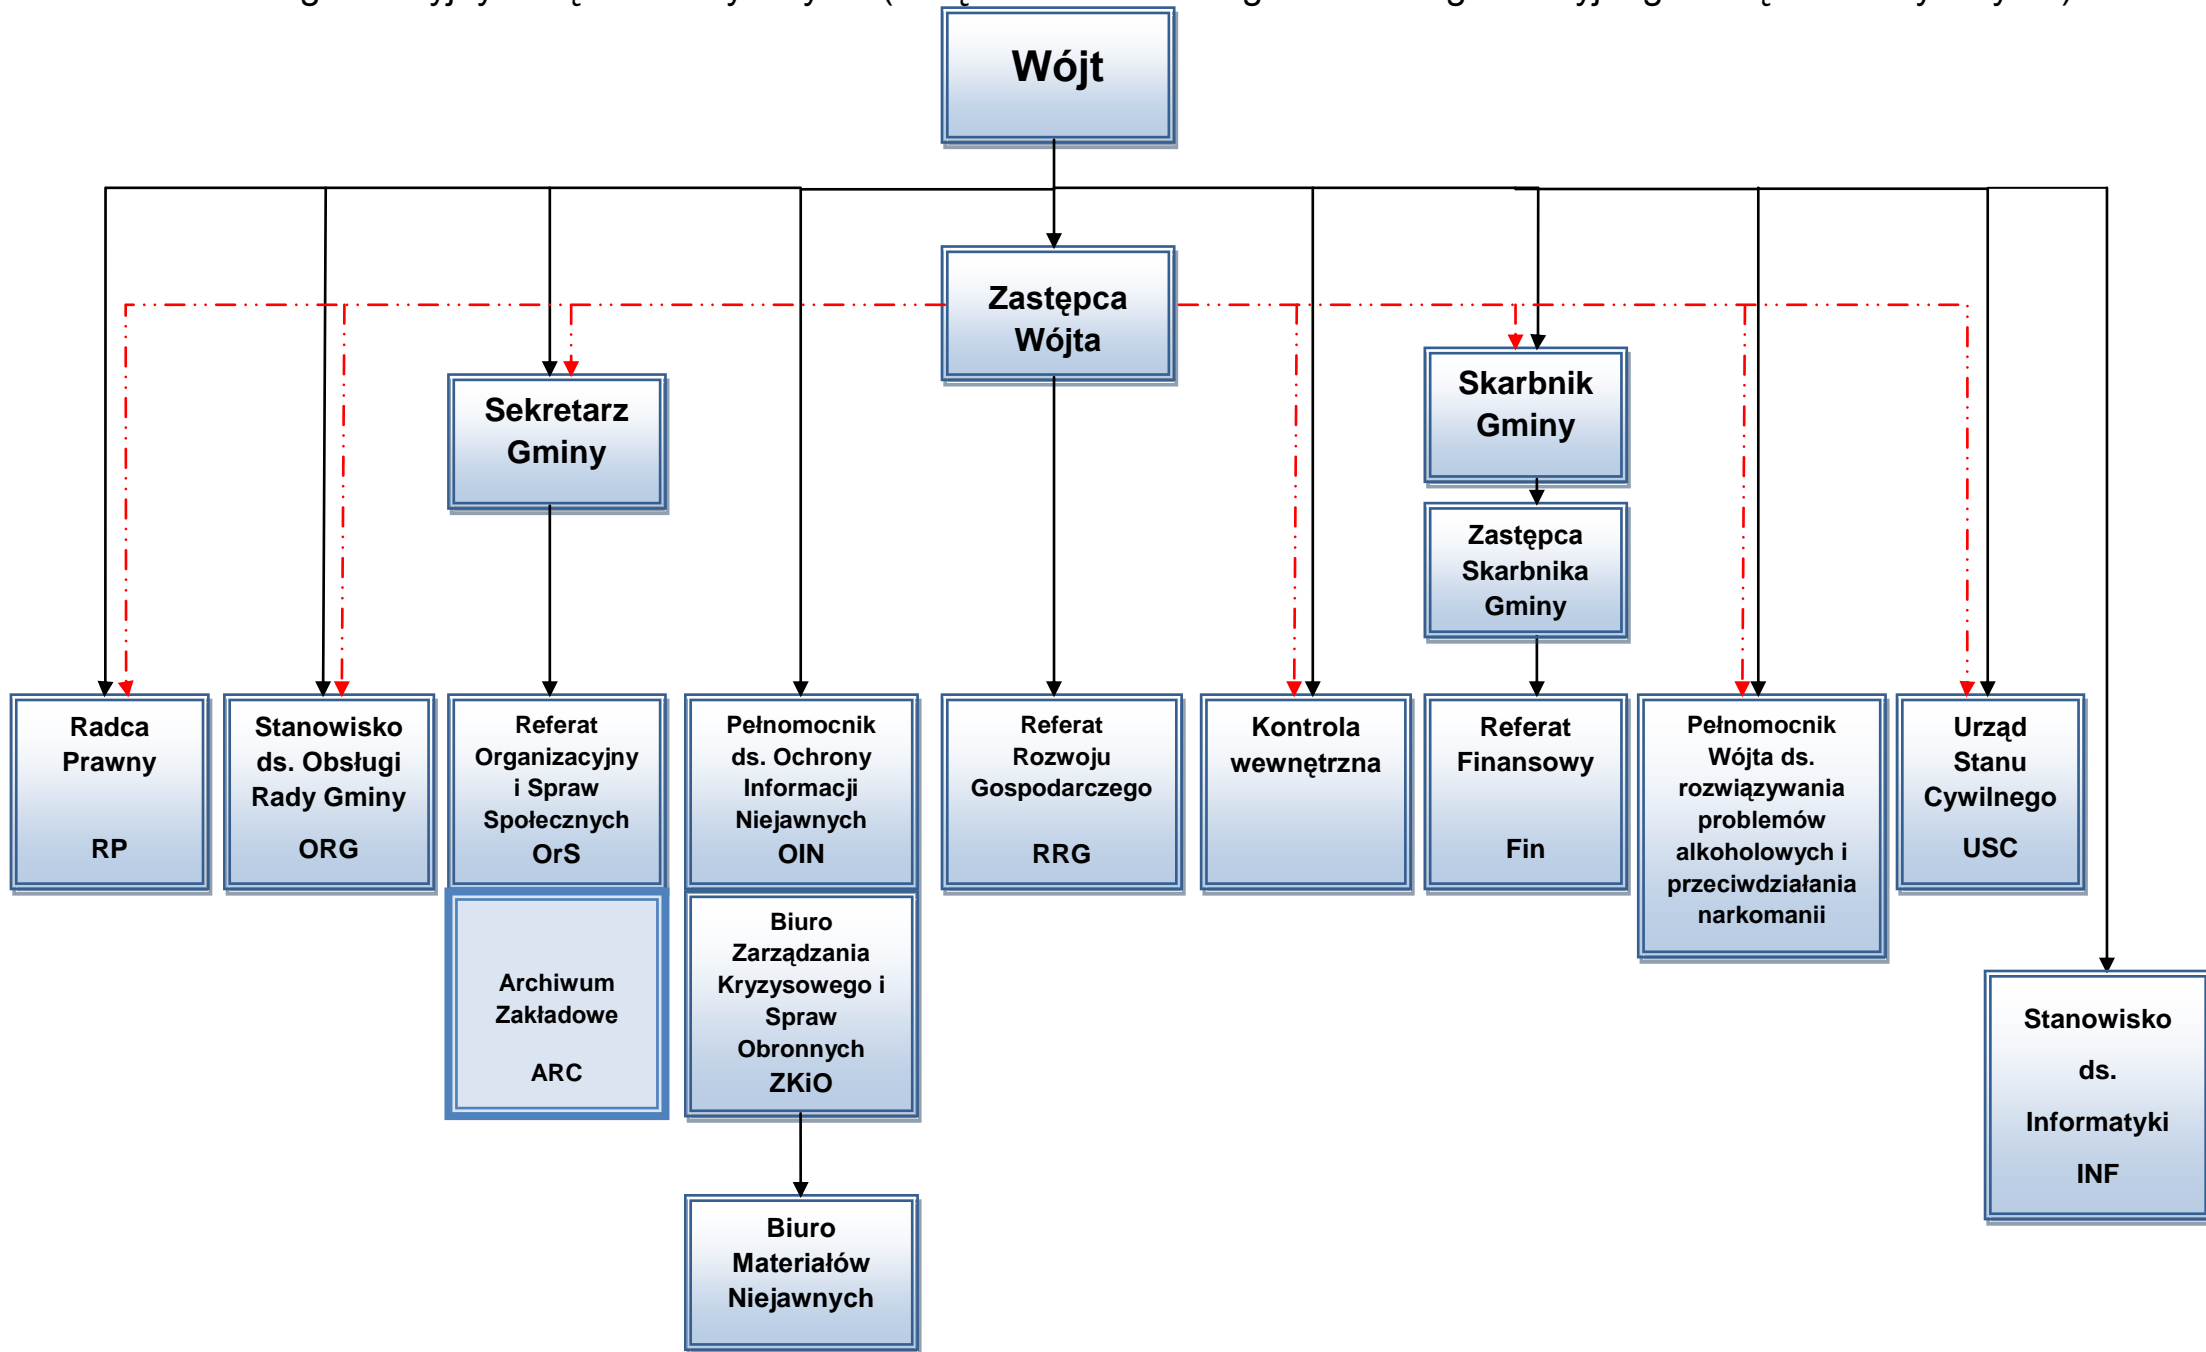 Wójt
Zastępca
Wójta
Sekretarz
Gminy
Skarbnik
Gminy
Zastępca
Skarbnika
Gminy
Radca
Prawny
RP
Stanowisko
ds. Obsługi
Rady Gminy
ORG
Referat
Organizacyjny
i Spraw
Społecznych
OrS
Pełnomocnik
ds. Ochrony
Informacji
Niejawnych
OIN
Referat
Rozwoju
Gospodarczego
RRG
Kontrola
wewnętrzna
Referat
Finansowy
Fin
Pełnomocnik
Wójta ds.
rozwiązywania
problemów
alkoholowych i
przeciwdziałania
narkomanii
Urząd
Stanu
Cywilnego
USC
Archiwum
Zakładowe
ARC
Biuro
Zarządzania
Kryzysowego i
Spraw
Obronnych
ZKiO
Stanowisko
ds.
Informatyki
INF
Biuro
Materiałów
Niejawnych